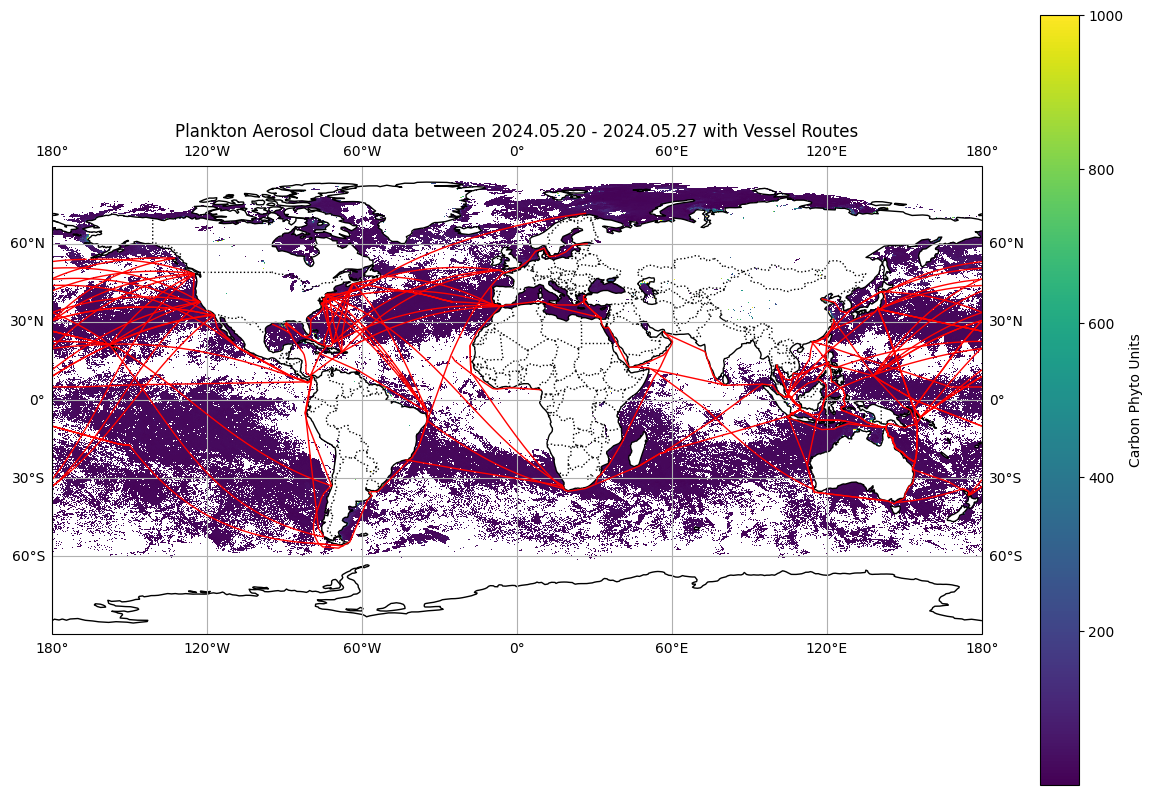 1000
Plankton Aerosol Cloud data between 2024.05.20 - 2024.05.27 with Vessel Routes
180° 120°W 60°W 0° 60°E 120°E 180°
800
60°N 60°N
30°N 30°N
600
0° 0°
Carbon Phyto Units
30°S 30°S
400
60°S 60°S
200
180° 120°W 60°W 0° 60°E 120°E 180°